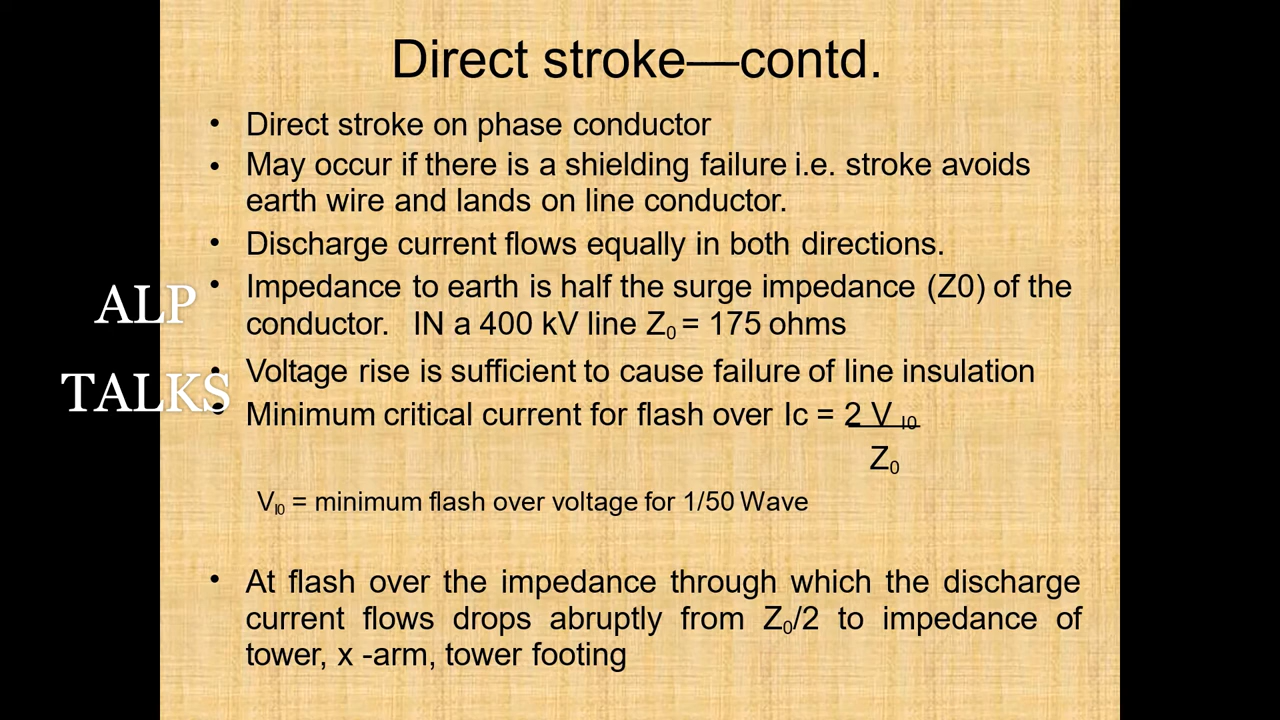 Direct stroke—contd.
• Direct stroke on phase conductor
• May occur if there is a shielding failure i.e. stroke avoids
earth wire and lands on line conductor.
• Discharge current flows equally in both directions.
• Impedance to earth is half the surge impedance (Z0) of the
conductor. IN a 400 kV line Z0 = 175 ohms
• Voltage rise is sufficient to cause failure of line insulation
• Minimum critical current for flash over Ic = 2 V I0
Z0
VI0 = minimum flash over voltage for 1/50 Wave
• At flash over the impedance through which the discharge
current flows drops abruptly from Z0/2 to impedance of
tower, x -arm, tower footing
ALP
TALKS